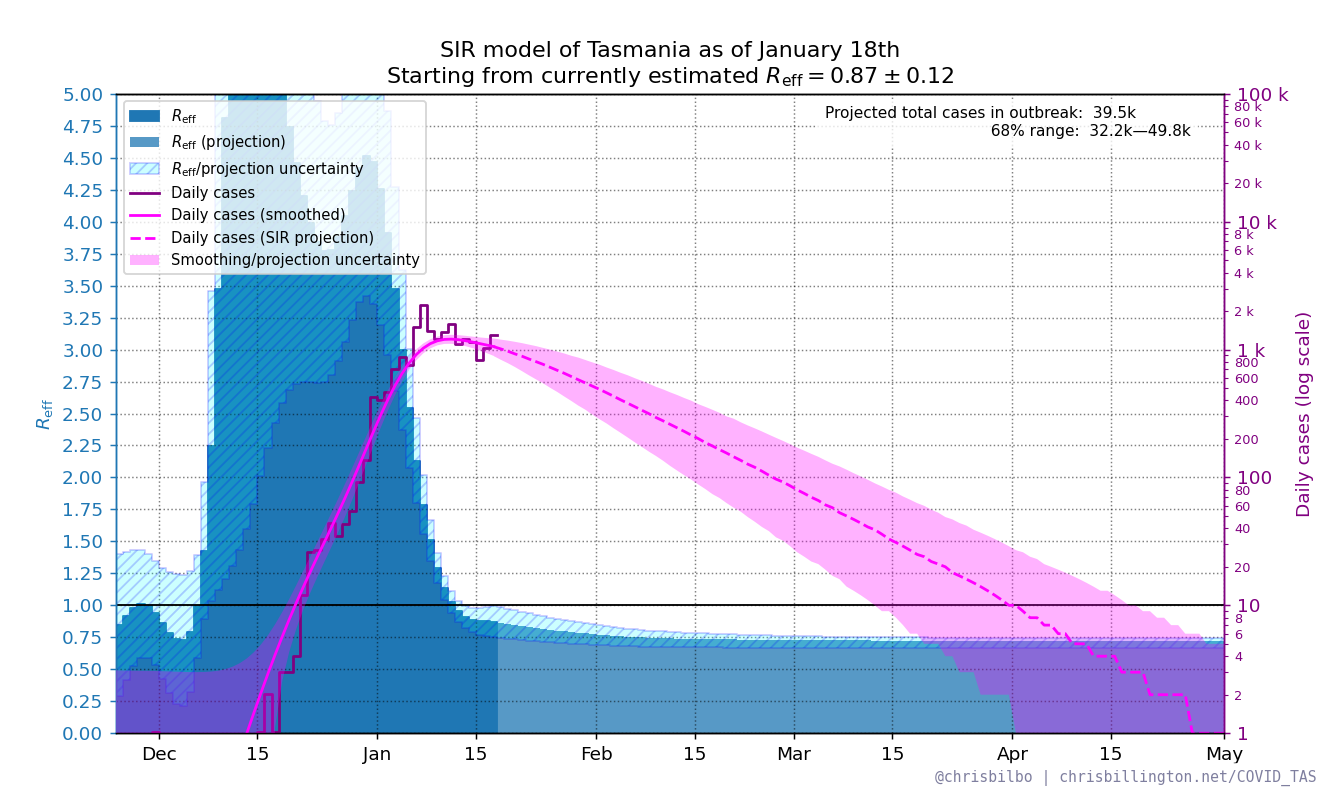 SIR model of Tasmania as of January 18th
Starting from currently estimated Reff = 0.87 ± 0.12
Projected total cases in outbreak: 39.5k
68% range: 32.2k—49.8k
Reff
Reff (projection)
Reff/projection uncertainty
Daily cases
Daily cases (smoothed)
Daily cases (SIR projection)
Smoothing/projection uncertainty
5.00
4.75
4.50
4.25
4.00
3.75
3.50
3.25
3.00
2.75
2.50
2.25
2.00
1.75
1.50
1.25
1.00
0.75
0.50
0.25
0.00
Reff
100 k
80 k
60 k
40 k
20 k
10 k
8 k
6 k
4 k
2 k
1 k
800
600
400
200
100
80
60
40
20
10
8
6
4
2
1
Daily cases (log scale)
Dec 15 Jan 15 Feb 15 Mar 15 Apr 15 May
@chrisbilbo | chrisbillington.net/COVID_TAS